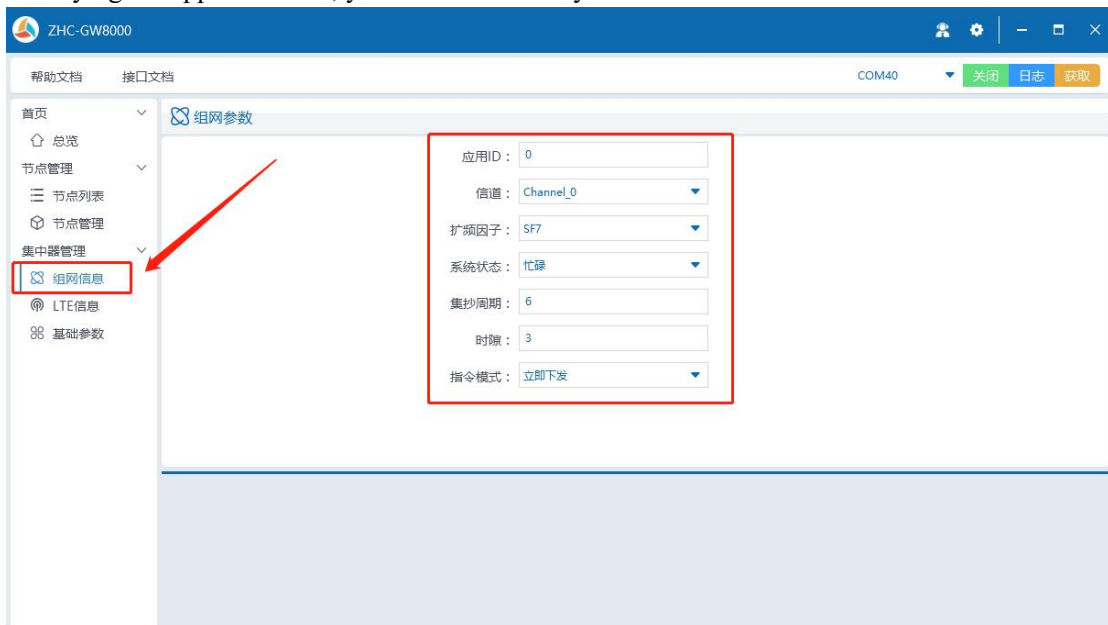 ZHC-GW8000
帮助文档 接口文档 COM40 关闭 日志 获取
首页
总览
节点管理
节点列表
节点管理
集中器管理
组网信息
LTE信息
基础参数
组网参数
应用ID： 0
信道： Channel_0
扩频因子： SF7
系统状态： 忙碌
集抄周期： 6
时隙： 3
指令模式： 立即下发